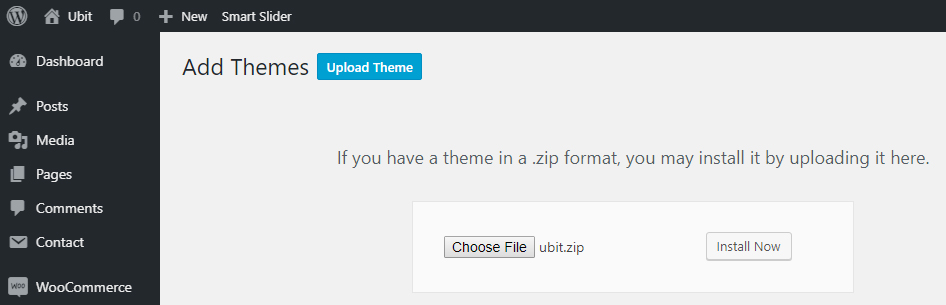 Ubit 0 + New Smart Slider
Dashboard
Add Themes Upload Theme
Posts
Media
If you have a theme in a .zip format, you may install it by uploading it here.
Pages
Comments
Contact
Choose File ubit.zip Install Now
Woo WooCommerce